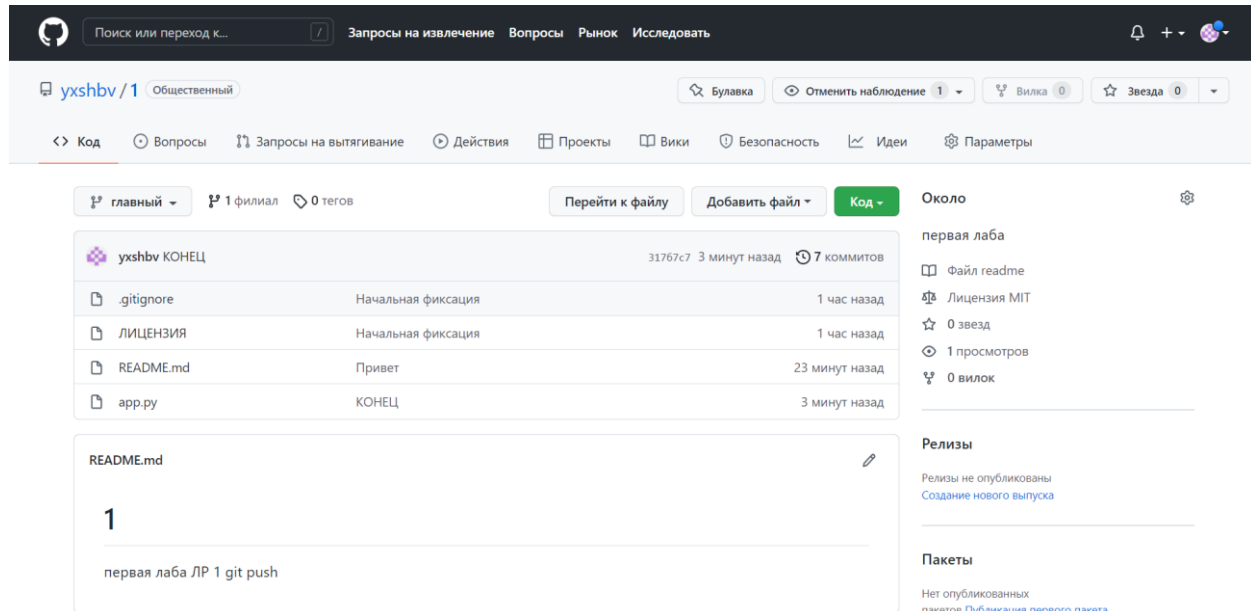 Поиск или переход к... / Запросы на извлечение Вопросы Рынок Исследовать
yxshbv / 1 Общественный Булавка Отменить наблюдение 1 Вилка 0 Звезда 0
Код Вопросы Запросы на вытягивание Действия Проекты Вики Безопасность Идеи Параметры
главный 1 филиал 0 тегов Перейти к файлу Добавить файл Код
yxshbv КОНЕЦ 31767c7 3 минут назад 7 коммитов
.gitignore Начальная фиксация 1 час назад
ЛИЦЕНЗИЯ Начальная фиксация 1 час назад
README.md Привет 23 минут назад
app.py КОНЕЦ 3 минут назад
README.md
1
первая лаба ЛР 1 git push
Около
первая лаба
Файл readme
Лицензия MIT
0 звезд
1 просмотров
0 вилок
Релизы
Релизы не опубликованы
Создание нового выпуска
Пакеты
Нет опубликованных
пакетов Публикация первого пакета